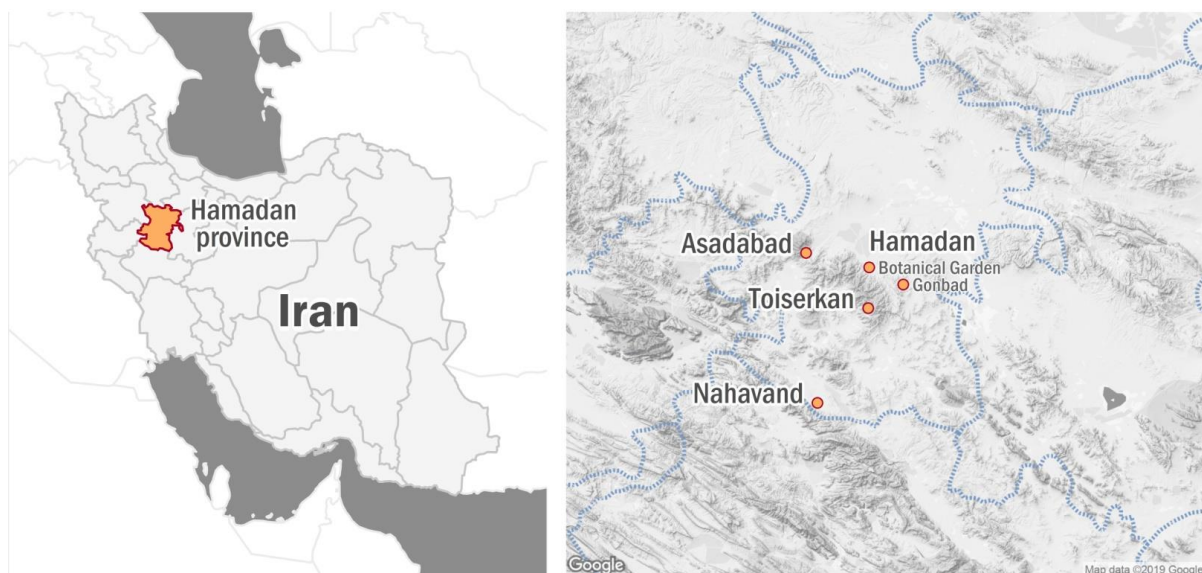 Hamadan
province
Iran
Asadabad
Hamadan
Botanical Garden
Gonbad
Toiserkan
Nahavand
Google
Map data ©2019 Google